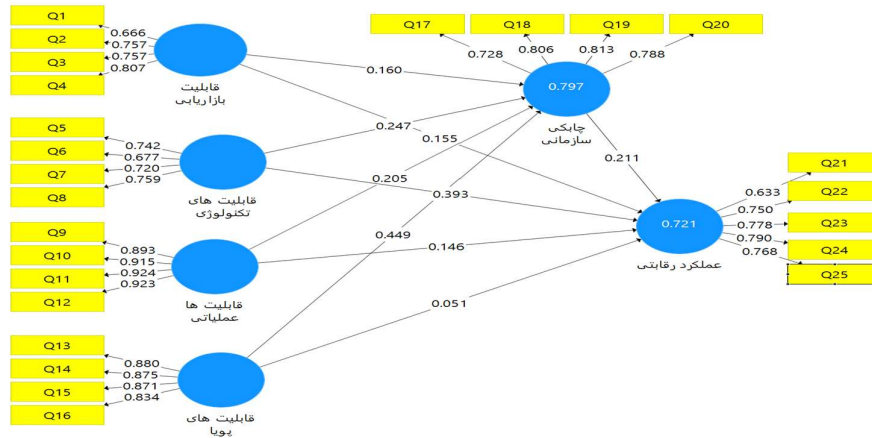 Q1
Q2
Q3
Q4
0.666
0.757
0.757
0.807
قابلیت
بازاریابی
Q5
Q6
Q7
Q8
0.742
0.677
0.720
0.759
قابلیت های
تکنولوژی
Q9
Q10
Q11
Q12
0.893
0.915
0.924
0.923
قابلیت ها
عملیاتی
Q13
Q14
Q15
Q16
0.880
0.875
0.871
0.834
قابلیت های
پویا
0.160
0.247
0.155
0.205
0.393
0.449
0.146
0.051
Q17
Q18
Q19
Q20
0.728
0.806
0.813
0.788
0.797
چابکی
سازمانی
0.211
0.721
عملکرد رقابتی
0.633
0.750
0.778
0.790
0.768
Q21
Q22
Q23
Q24
Q25